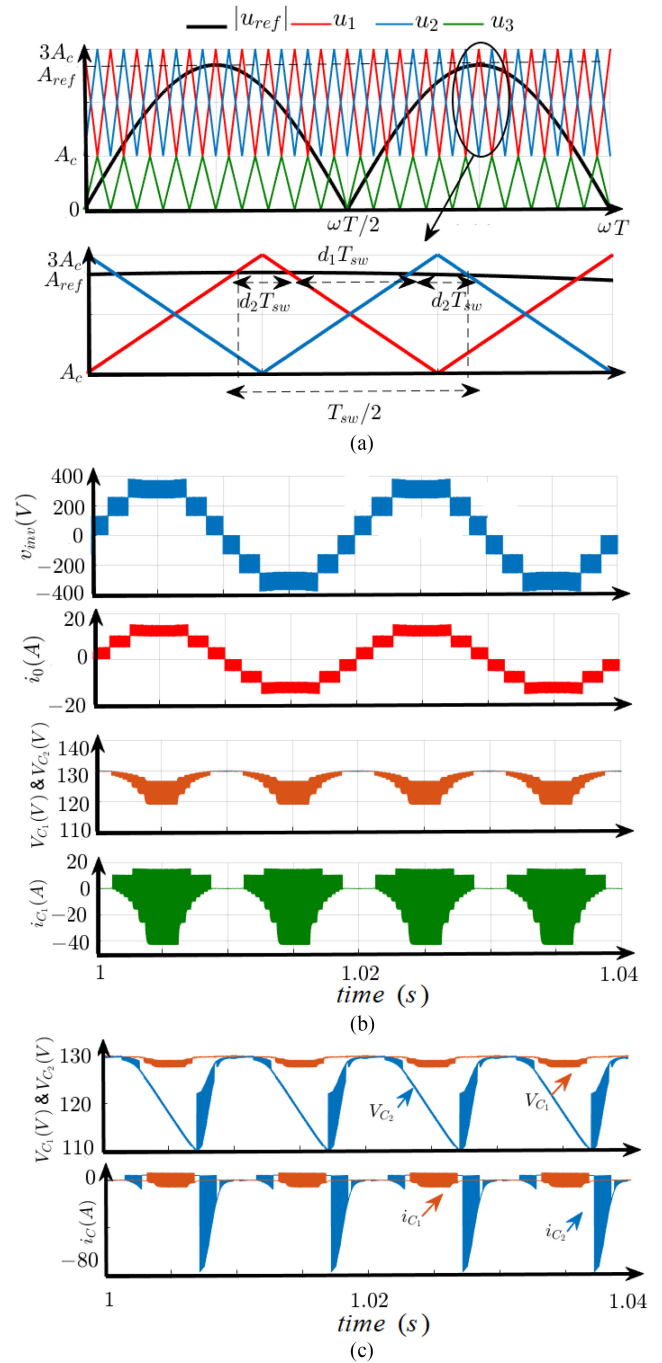 |u_ref| u_1 u_2 u_3
3A_c
A_ref
A_c
0
ωT/2
ωT
3A_c
A_ref
d_1T_sw
d_2T_sw
d_2T_sw
A_c
T_sw/2
(a)
v_inv(V)
400
200
0
−200
−400
i_0(A)
20
0
−20
V_C1(V) & V_C2(V)
140
130
120
110
i_C1(A)
20
0
−20
−40
1
1.02
1.04
time (s)
(b)
V_C1(V) & V_C2(V)
130
120
110
V_C2
V_C1
i_C(A)
0
−80
i_C1
i_C2
1
1.02
1.04
time (s)
(c)